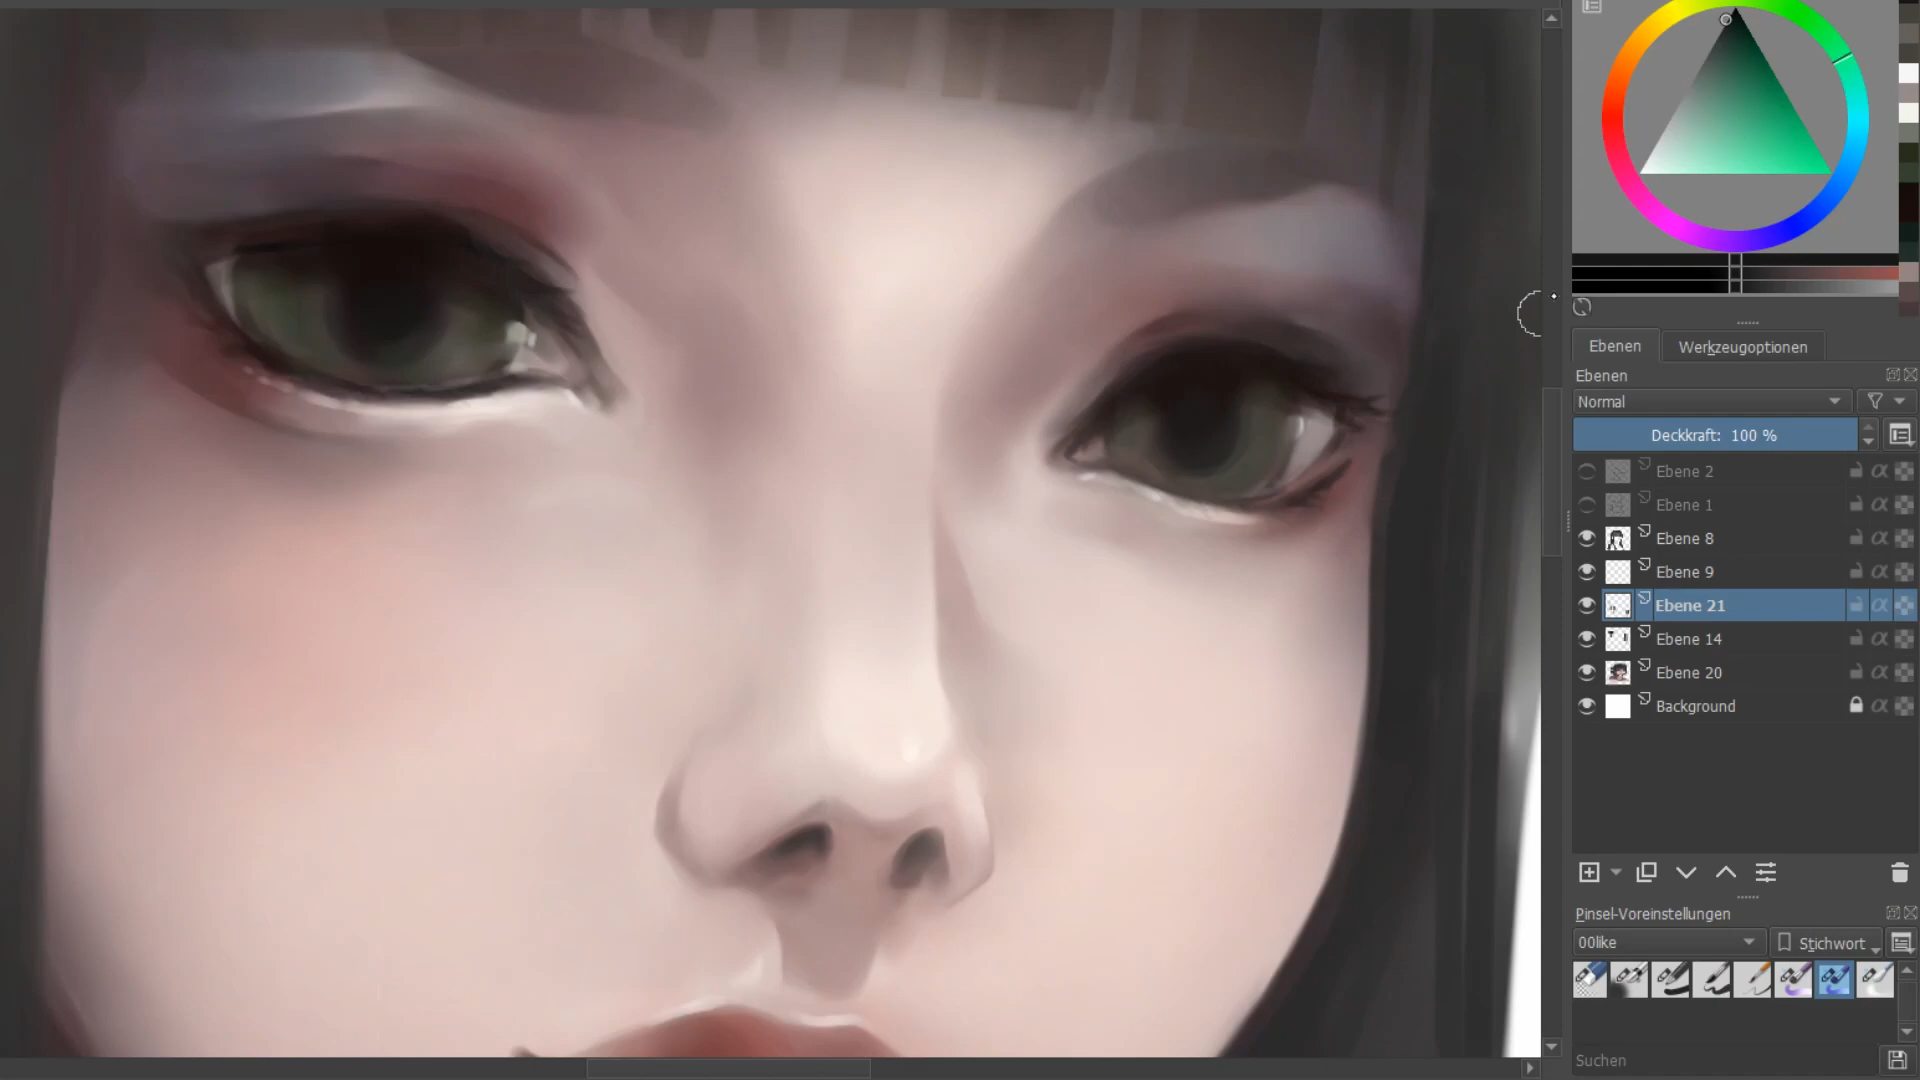 Ebenen
Werkzeugoptionen
Ebenen
Normal
Deckkraft: 100 %
Ebene 2
Ebene 1
Ebene 8
Ebene 9
Ebene 21
Ebene 14
Ebene 20
Background
Pinsel-Voreinstellungen
00like
Stichwort
Suchen